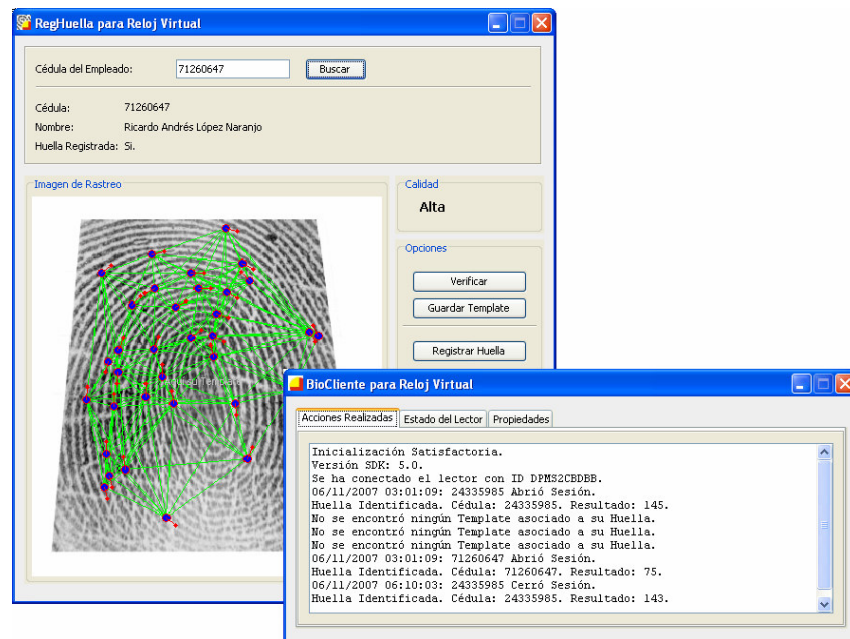 RegHuella para Reloj Virtual
Cédula del Empleado: 71260647 Buscar
Cédula: 71260647
Nombre: Ricardo Andrés López Naranjo
Huella Registrada: Si.
Imagen de Rastreo
Calidad
Alta
Opciones
Verificar
Guardar Template
Registrar Huella
Template
BioCliente para Reloj Virtual
Acciones Realizadas Estado del Lector Propiedades
Inicialización Satisfactoria.
Versión SDK: 5.0.
Se ha conectado el lector con ID DPMS2CBDBB.
06/11/2007 03:01:09: 24335985 Abrió Sesión.
Huella Identificada. Cédula: 24335985. Resultado: 145.
No se encontró ningún Template asociado a su Huella.
No se encontró ningún Template asociado a su Huella.
No se encontró ningún Template asociado a su Huella.
06/11/2007 03:01:09: 71260647 Abrió Sesión.
Huella Identificada. Cédula: 71260647. Resultado: 75.
06/11/2007 06:10:03: 24335985 Cerró Sesión.
Huella Identificada. Cédula: 24335985. Resultado: 143.